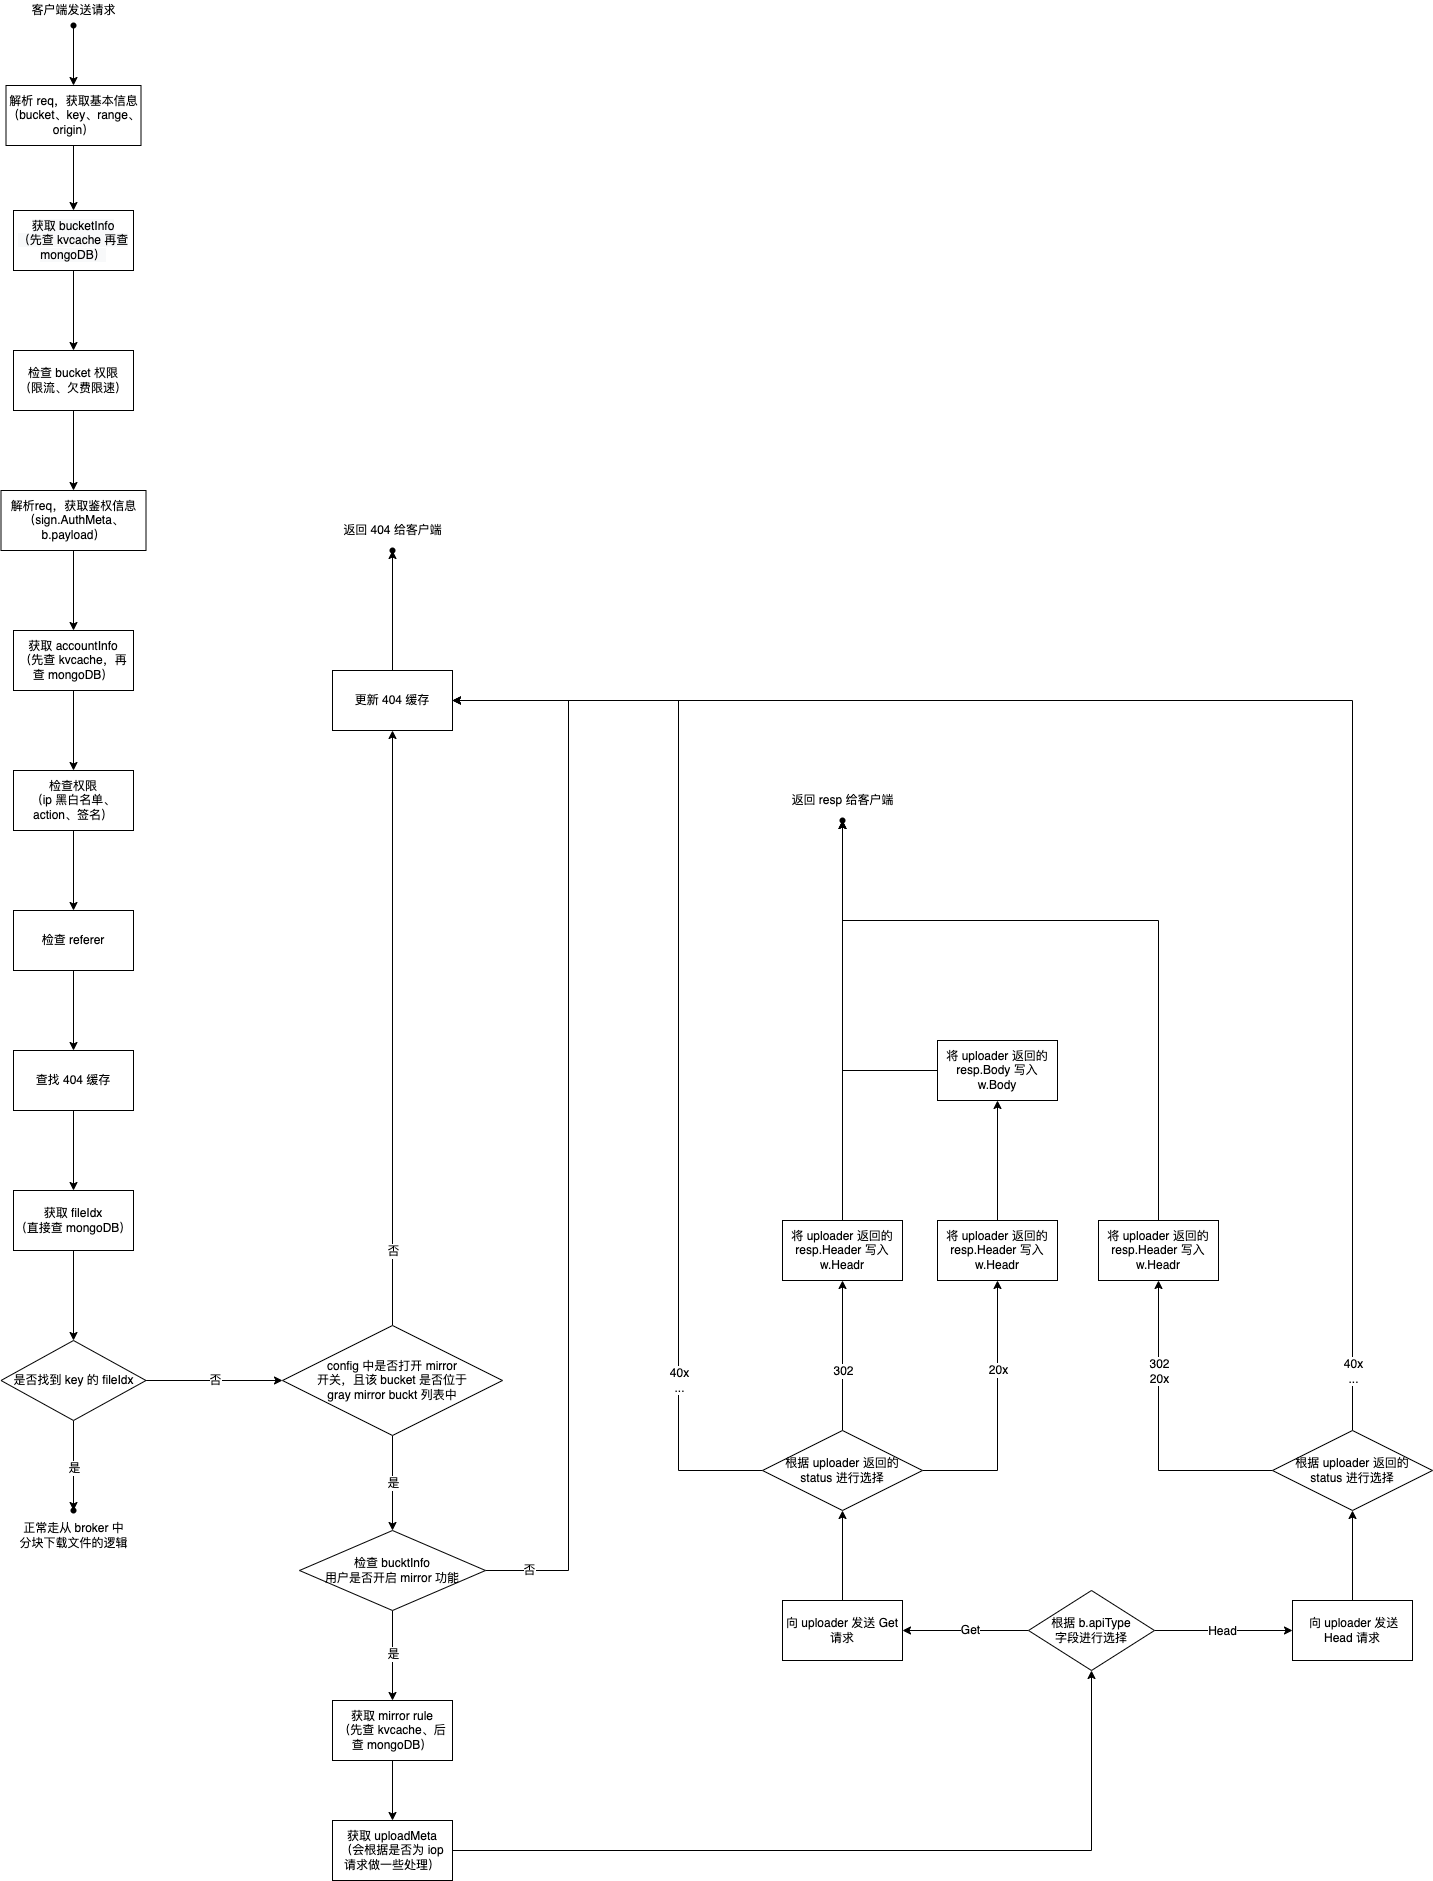 客户端发送请求
解析 req，获取基本信息
（bucket、key、range、
origin）
获取 bucketInfo
（先查 kvcache 再查
mongoDB）
检查 bucket 权限
（限流、欠费限速）
解析req，获取鉴权信息
（sign.AuthMeta、
b.payload）
获取 accountInfo
（先查 kvcache，再
查 mongoDB）
检查权限
（ip 黑白名单、
action、签名）
检查 referer
查找 404 缓存
获取 fileIdx
（直接查 mongoDB）
是否找到 key 的 fileIdx
否
是
正常走从 broker 中
分块下载文件的逻辑
返回 404 给客户端
更新 404 缓存
否
config 中是否打开 mirror
开关，且该 bucket 是否位于
gray mirror buckt 列表中
是
检查 bucktInfo
用户是否开启 mirror 功能
否
是
获取 mirror rule
（先查 kvcache、后
查 mongoDB）
获取 uploadMeta
（会根据是否为 iop
请求做一些处理）
返回 resp 给客户端
将 uploader 返回的
resp.Body 写入
w.Body
将 uploader 返回的
resp.Header 写入
w.Headr
将 uploader 返回的
resp.Header 写入
w.Headr
将 uploader 返回的
resp.Header 写入
w.Headr
40x
...
302
20x
302
20x
40x
...
根据 uploader 返回的
status 进行选择
根据 uploader 返回的
status 进行选择
向 uploader 发送 Get
请求
Get
根据 b.apiType
字段进行选择
Head
向 uploader 发送
Head 请求